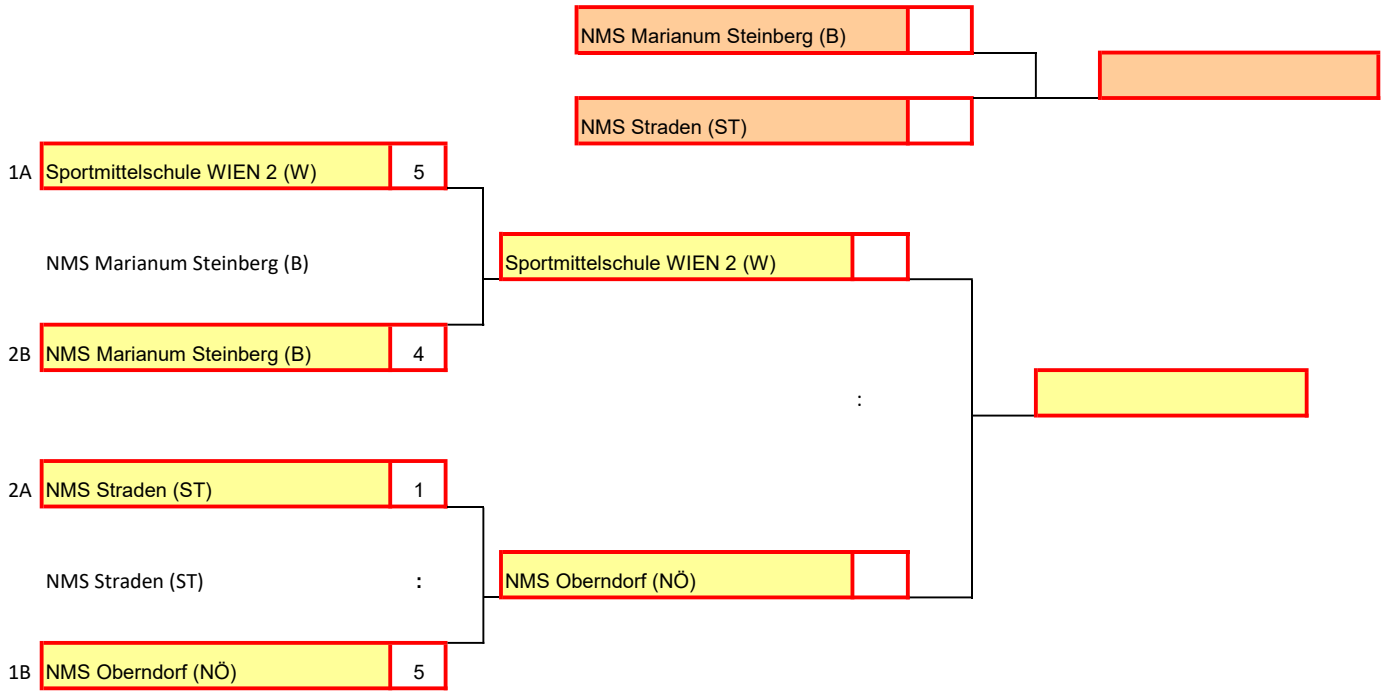 NMS Marianum Steinberg (B)
NMS Straden (ST)
1A Sportmittelschule WIEN 2 (W) 5
NMS Marianum Steinberg (B)
Sportmittelschule WIEN 2 (W)
2B NMS Marianum Steinberg (B) 4
:
2A NMS Straden (ST) 1
NMS Straden (ST) :
NMS Oberndorf (NÖ)
1B NMS Oberndorf (NÖ) 5